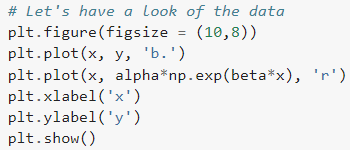 # Let's have a look of the data
plt.figure(figsize = (10,8))
plt.plot(x, y, 'b.')
plt.plot(x, alpha*np.exp(beta*x), 'r')
plt.xlabel('x')
plt.ylabel('y')
plt.show()